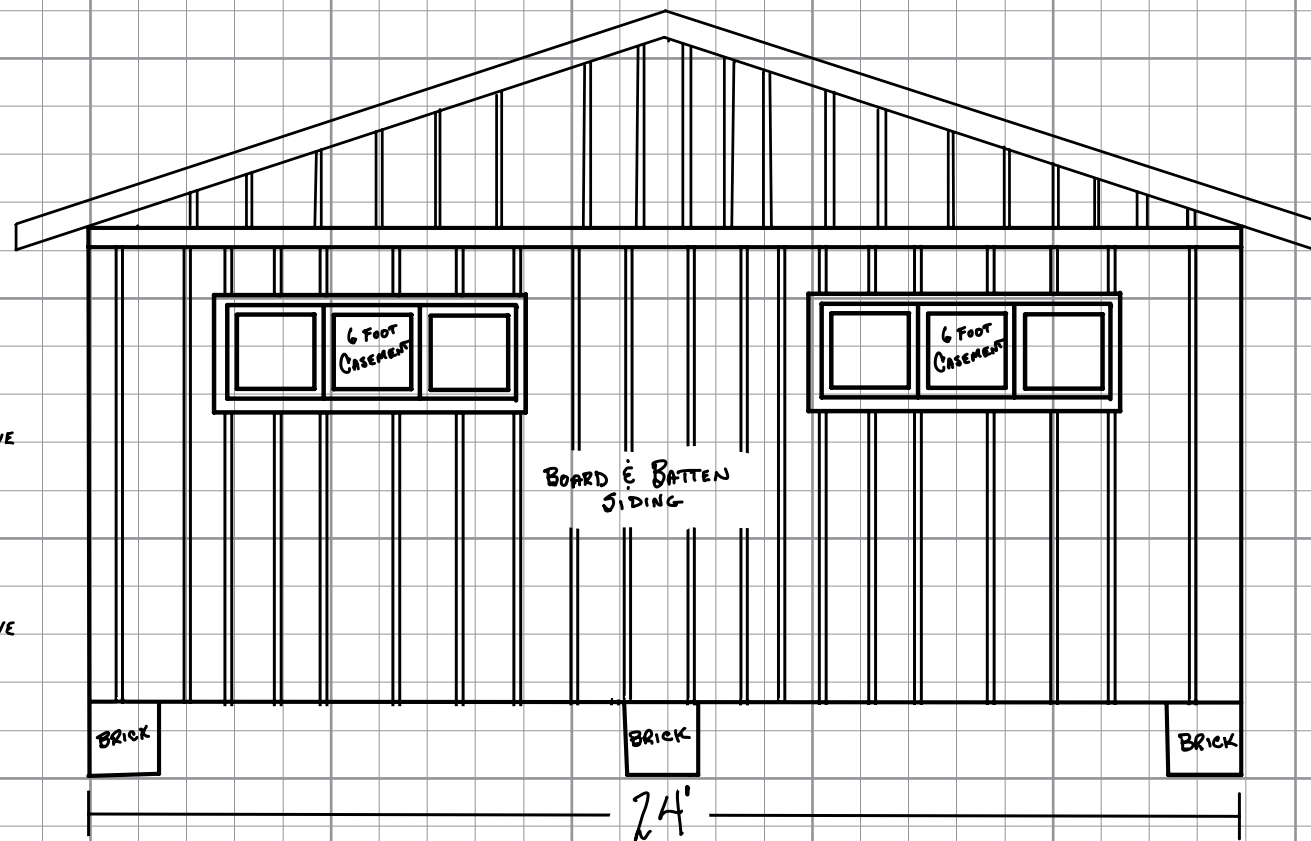 6 FOOT
CASEMENT
6 FOOT
CASEMENT
BOARD & BATTEN
SIDING
BRICK
BRICK
BRICK
24'